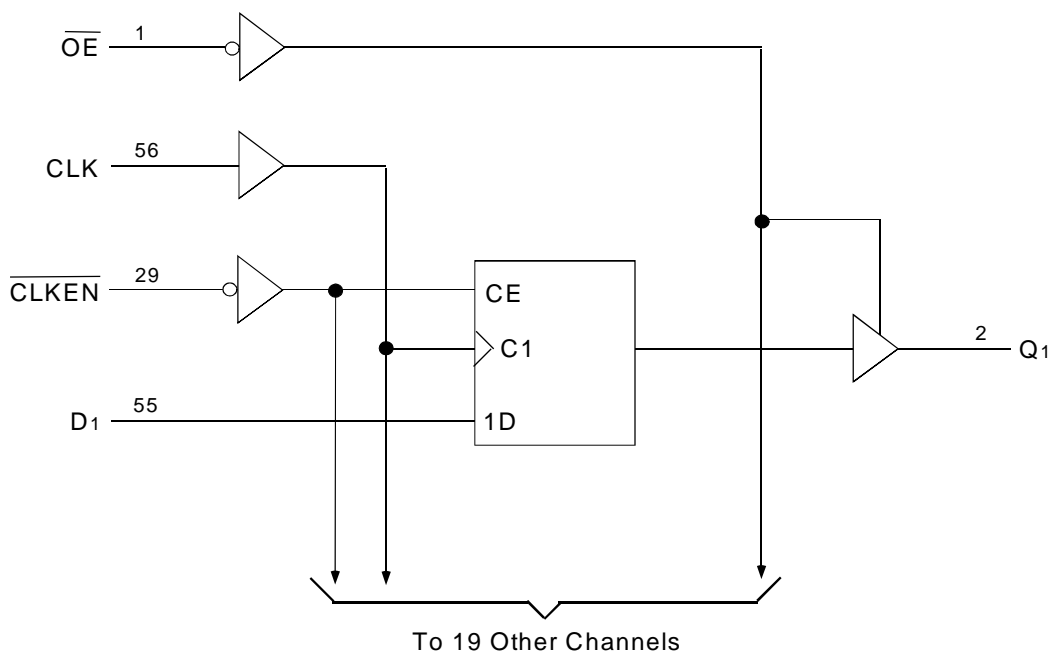 OE 1
CLK 56
CLKEN 29
CE
C1
2 Q1
D1 55
1D
To 19 Other Channels